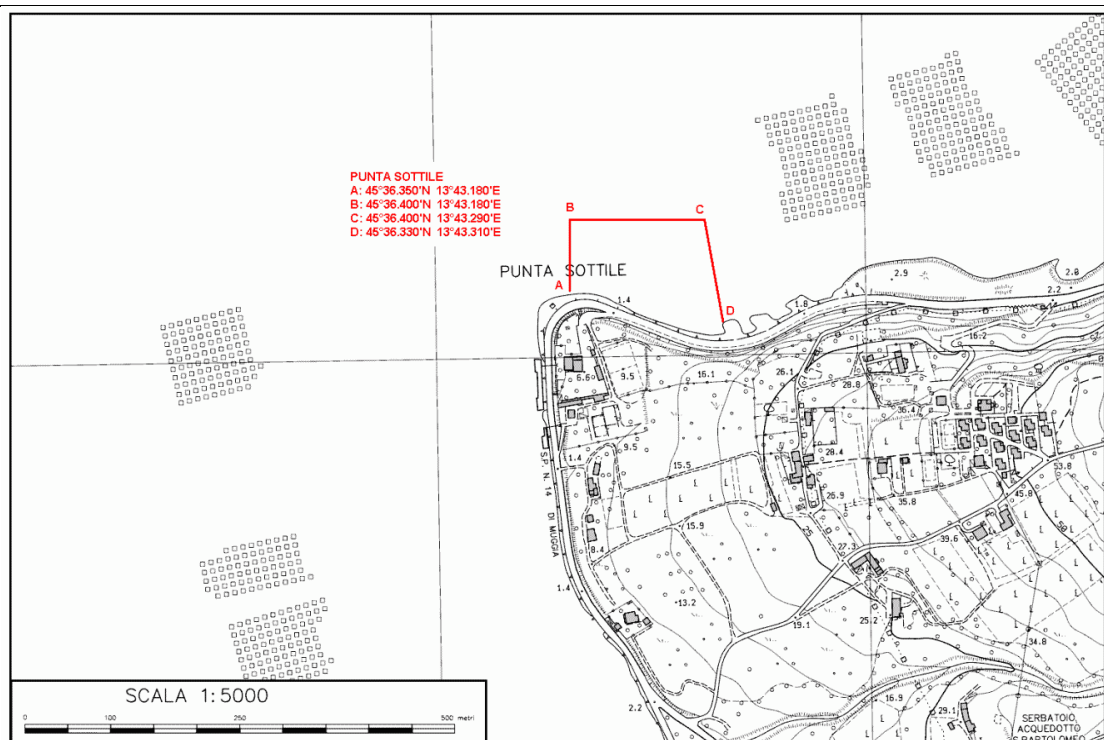 PUNTA SOTTILE
A: 45°36.350'N 13°43.180'E
B: 45°36.400'N 13°43.180'E
C: 45°36.400'N 13°43.290'E
D: 45°36.330'N 13°43.310'E
B
C
PUNTA SOTTILE
A
D
1.4
1.8
2.9
2.8
2.2
16.2
6.6
9.5
16.1
26.1
28.8
36.4
9.5
28.4
1.4
15.5
53.8
S.P. N. 14 DI MUGGIA
26.9
35.8
45.8
50
15.9
25
39.6
8.4
27.3
1.4
13.2
19.1
25.2
34.8
2.2
16.9
29.1
SERBATOIO
ACQUEDOTTO
S.BARTOLOMEO
SCALA 1:5000
0 100 250 500 metri